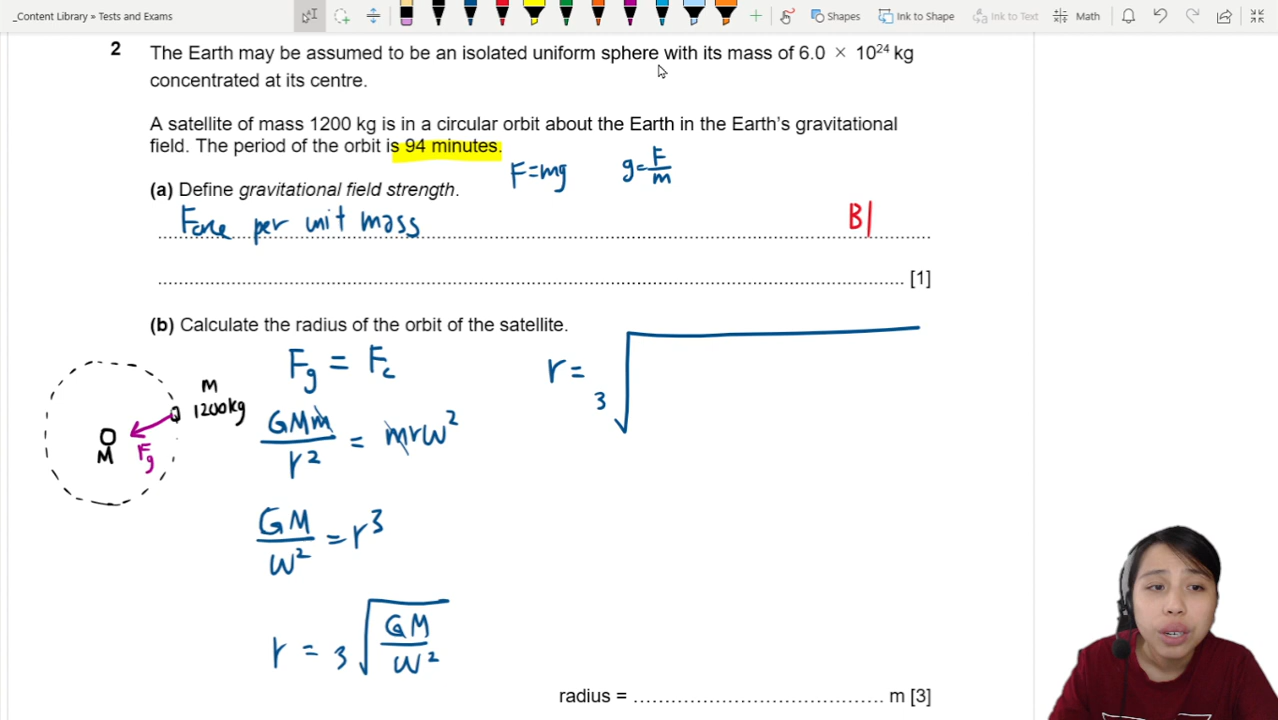 _Content Library » Tests and Exams
Shapes
Ink to Shape
Ink to Text
Math
2 The Earth may be assumed to be an isolated uniform sphere with its mass of 6.0 × 10²⁴ kg
concentrated at its centre.
A satellite of mass 1200 kg is in a circular orbit about the Earth in the Earth's gravitational
field. The period of the orbit is 94 minutes.
F=mg g=F/m
(a) Define gravitational field strength.
Force per unit mass B1
[1]
(b) Calculate the radius of the orbit of the satellite.
Fg = Fc
r = 3√
M
1200kg
M
Fg
GMm/r² = mrω²
GM/ω² = r³
r = 3√GM/ω²
radius = ........................................ m [3]